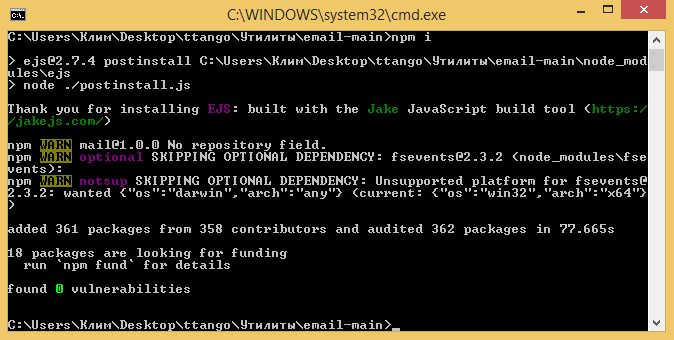 C:\WINDOWS\system32\cmd.exe
C:\Users\Клим\Desktop\ttango\Утилиты\email-main>npm i
> ejs@2.7.4 postinstall C:\Users\Клим\Desktop\ttango\Утилиты\email-main\node_mod
ules\ejs
> node ./postinstall.js
Thank you for installing EJS: built with the Jake JavaScript build tool (https:/
/jakejs.com/)
npm WARN mail@1.0.0 No repository field.
npm WARN optional SKIPPING OPTIONAL DEPENDENCY: fsevents@2.3.2 (node_modules\fse
vents):
npm WARN notsup SKIPPING OPTIONAL DEPENDENCY: Unsupported platform for fsevents@
2.3.2: wanted {"os":"darwin","arch":"any"} (current: {"os":"win32","arch":"x64"}
)
added 361 packages from 358 contributors and audited 362 packages in 77.665s
18 packages are looking for funding
  run `npm fund` for details
found 0 vulnerabilities
C:\Users\Клим\Desktop\ttango\Утилиты\email-main>_